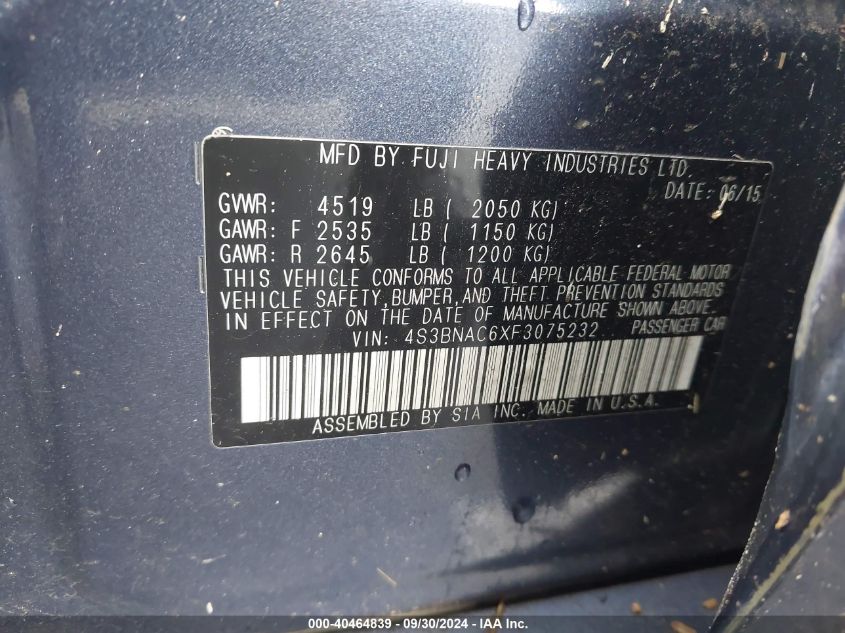 MFD BY FUJI HEAVY INDUSTRIES LTD.
DATE: 06/15
GVWR: 4519 LB ( 2050 KG)
GAWR: F 2535 LB ( 1150 KG)
GAWR: R 2645 LB ( 1200 KG)
THIS VEHICLE CONFORMS TO ALL APPLICABLE FEDERAL MOTOR
VEHICLE SAFETY, BUMPER, AND THEFT PREVENTION STANDARDS
IN EFFECT ON THE DATE OF MANUFACTURE SHOWN ABOVE.
VIN: 4S3BNAC6XF3075232 PASSENGER CAR
ASSEMBLED BY SIA INC. MADE IN U.S.A.
000-40464839 - 09/30/2024 - IAA Inc.